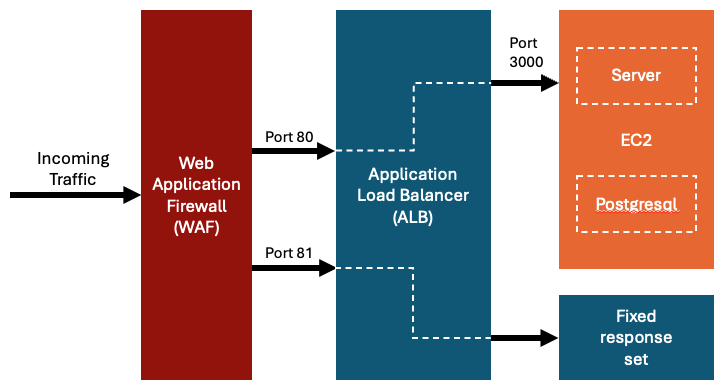 Incoming
Traffic
Web
Application
Firewall
(WAF)
Port 80
Port 81
Application
Load Balancer
(ALB)
Port
3000
Server
EC2
Postgresql
Fixed
response
set